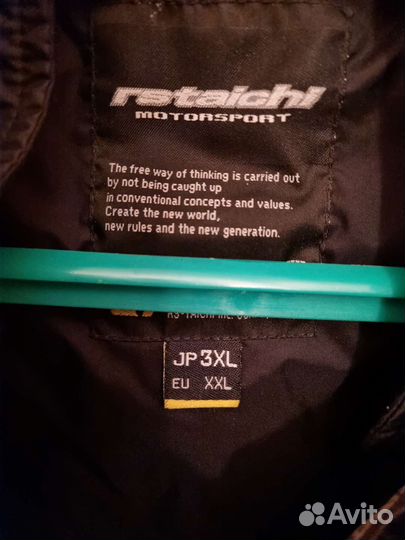 rstaichi
MOTORSPORT
The free way of thinking is carried out
by not being caught up
in conventional concepts and values.
Create the new world,
new rules and the new generation.
JP 3XL
EU XXL
Avito